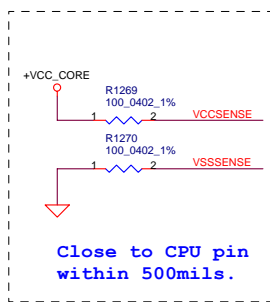 +VCC_CORE
R1269
100_0402_1%
1 2 VCCSENSE
R1270
100_0402_1%
1 2 VSSSENSE
Close to CPU pin
within 500mils.